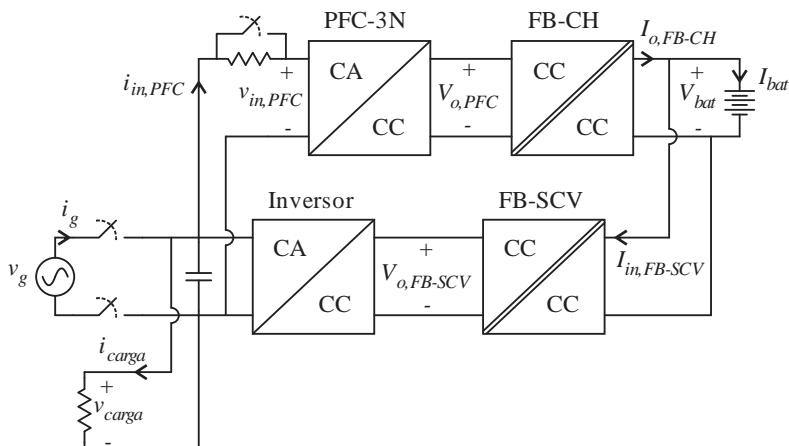 PFC-3N
FB-CH
I_{o,FB-CH}
i_{in,PFC}
+
v_{in,PFC}
-
CA
CC
+
V_{o,PFC}
-
CC
CC
+
V_{bat}
-
I_{bat}
Inversor
FB-SCV
i_g
v_g
CA
CC
+
V_{o,FB-SCV}
-
CC
CC
I_{in,FB-SCV}
i_{carga}
+
v_{carga}
-